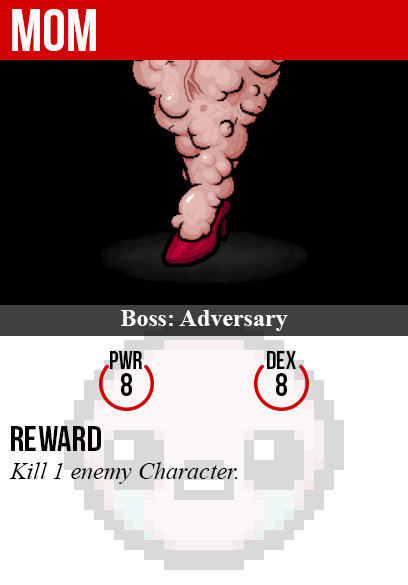 MOM
Boss: Adversary
PWR DEX
8 8
REWARD
Kill 1 enemy Character.